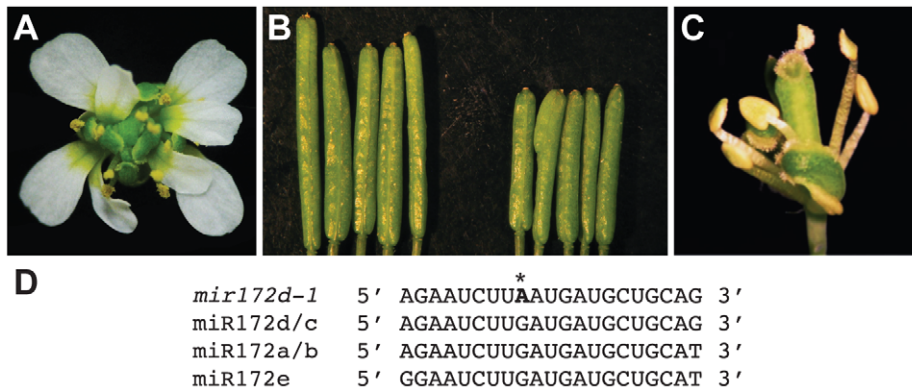 A
B
C
D
*
mir172d-1 5′ AGAAUCUUAAUGAUGCUGCAG 3′
miR172d/c 5′ AGAAUCUUGAUGAUGCUGCAG 3′
miR172a/b 5′ AGAAUCUUGAUGAUGCUGCAT 3′
miR172e 5′ GGAAUCUUGAUGAUGCUGCAT 3′